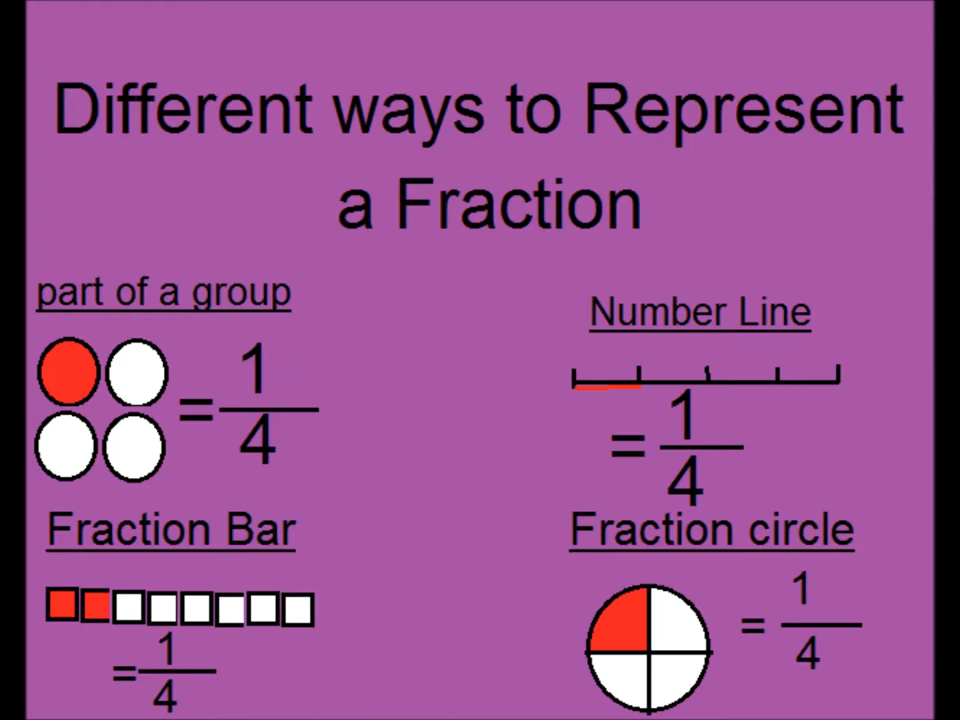 Different ways to Represent
a Fraction
part of a group
= 1/4
Number Line
= 1/4
Fraction Bar
= 1/4
Fraction circle
= 1/4